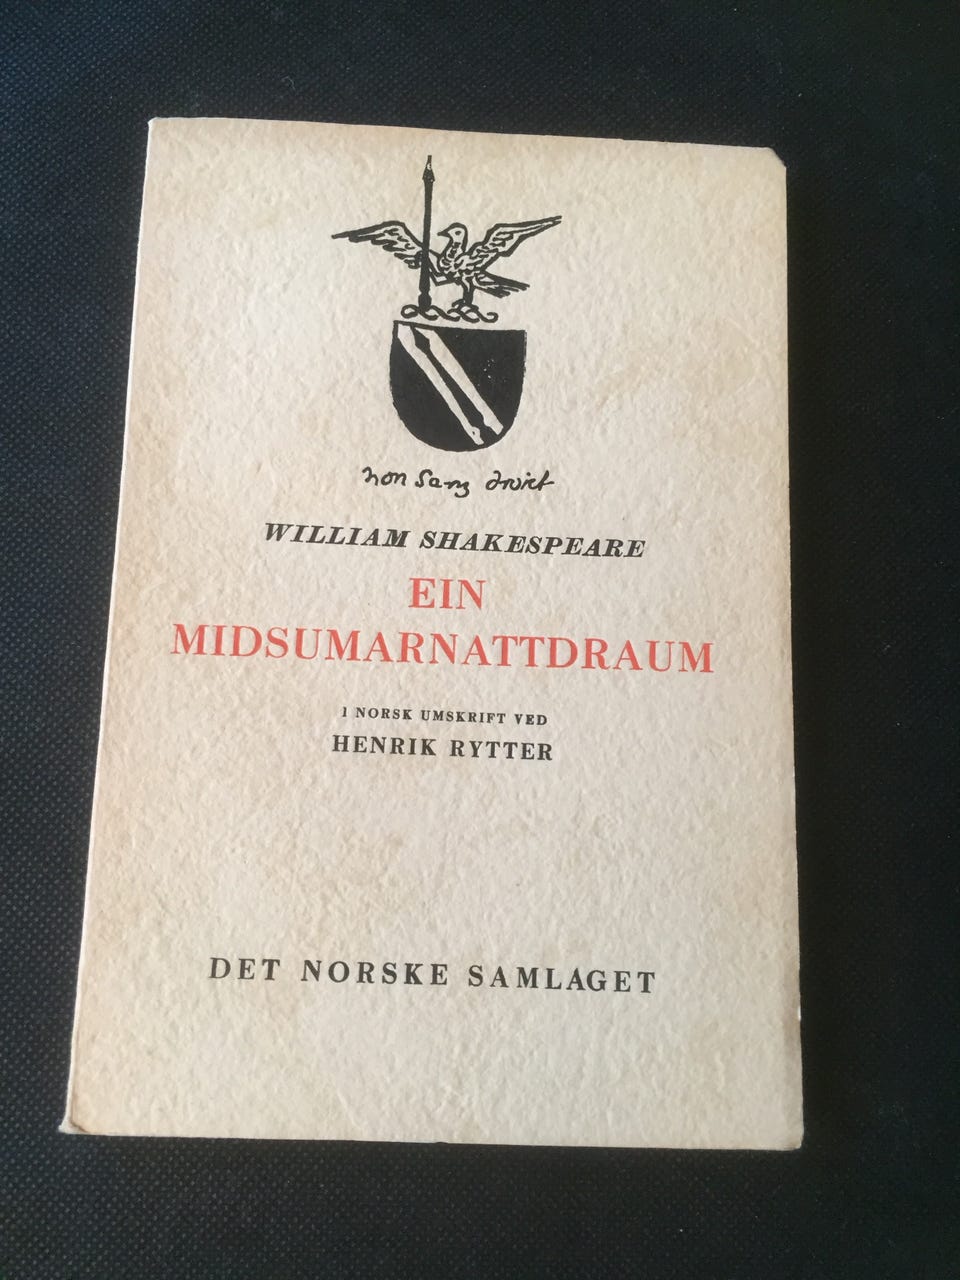 non sanz droict
WILLIAM SHAKESPEARE
EIN
MIDSUMARNATTDRAUM
I NORSK UMSKRIFT VED
HENRIK RYTTER
DET NORSKE SAMLAGET